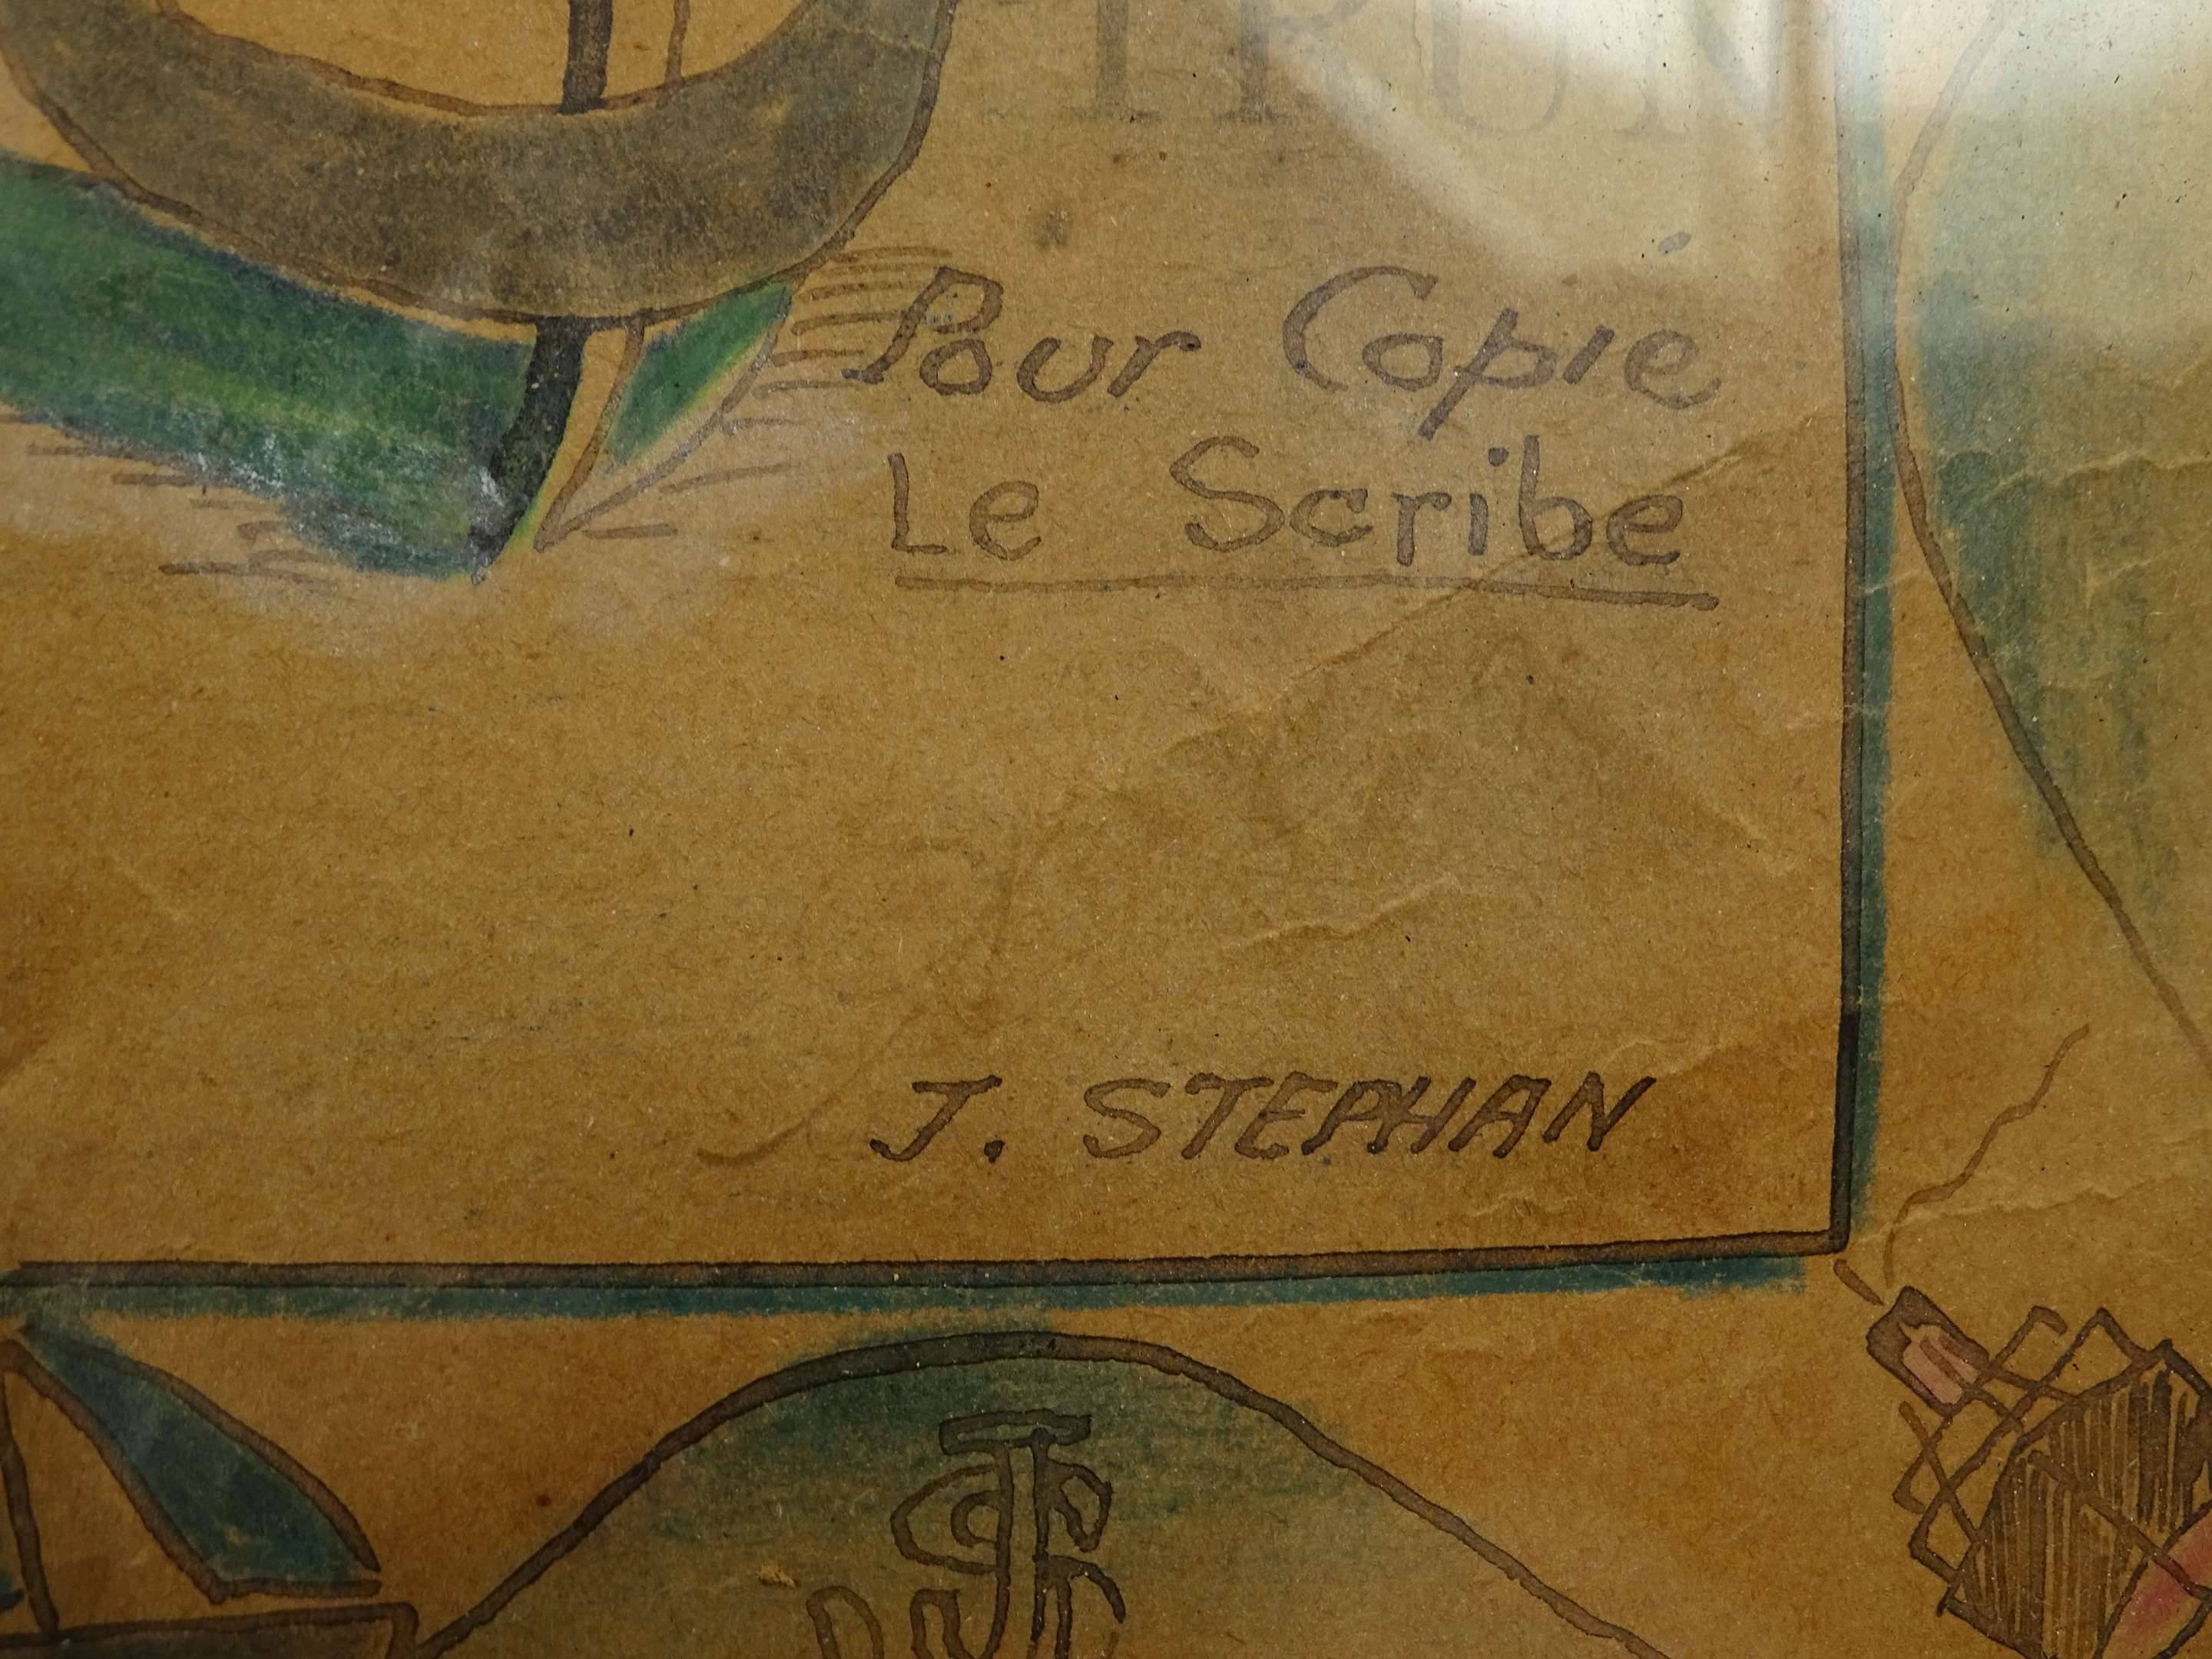 Pour Copie
Le Scribe
J. STEPHAN